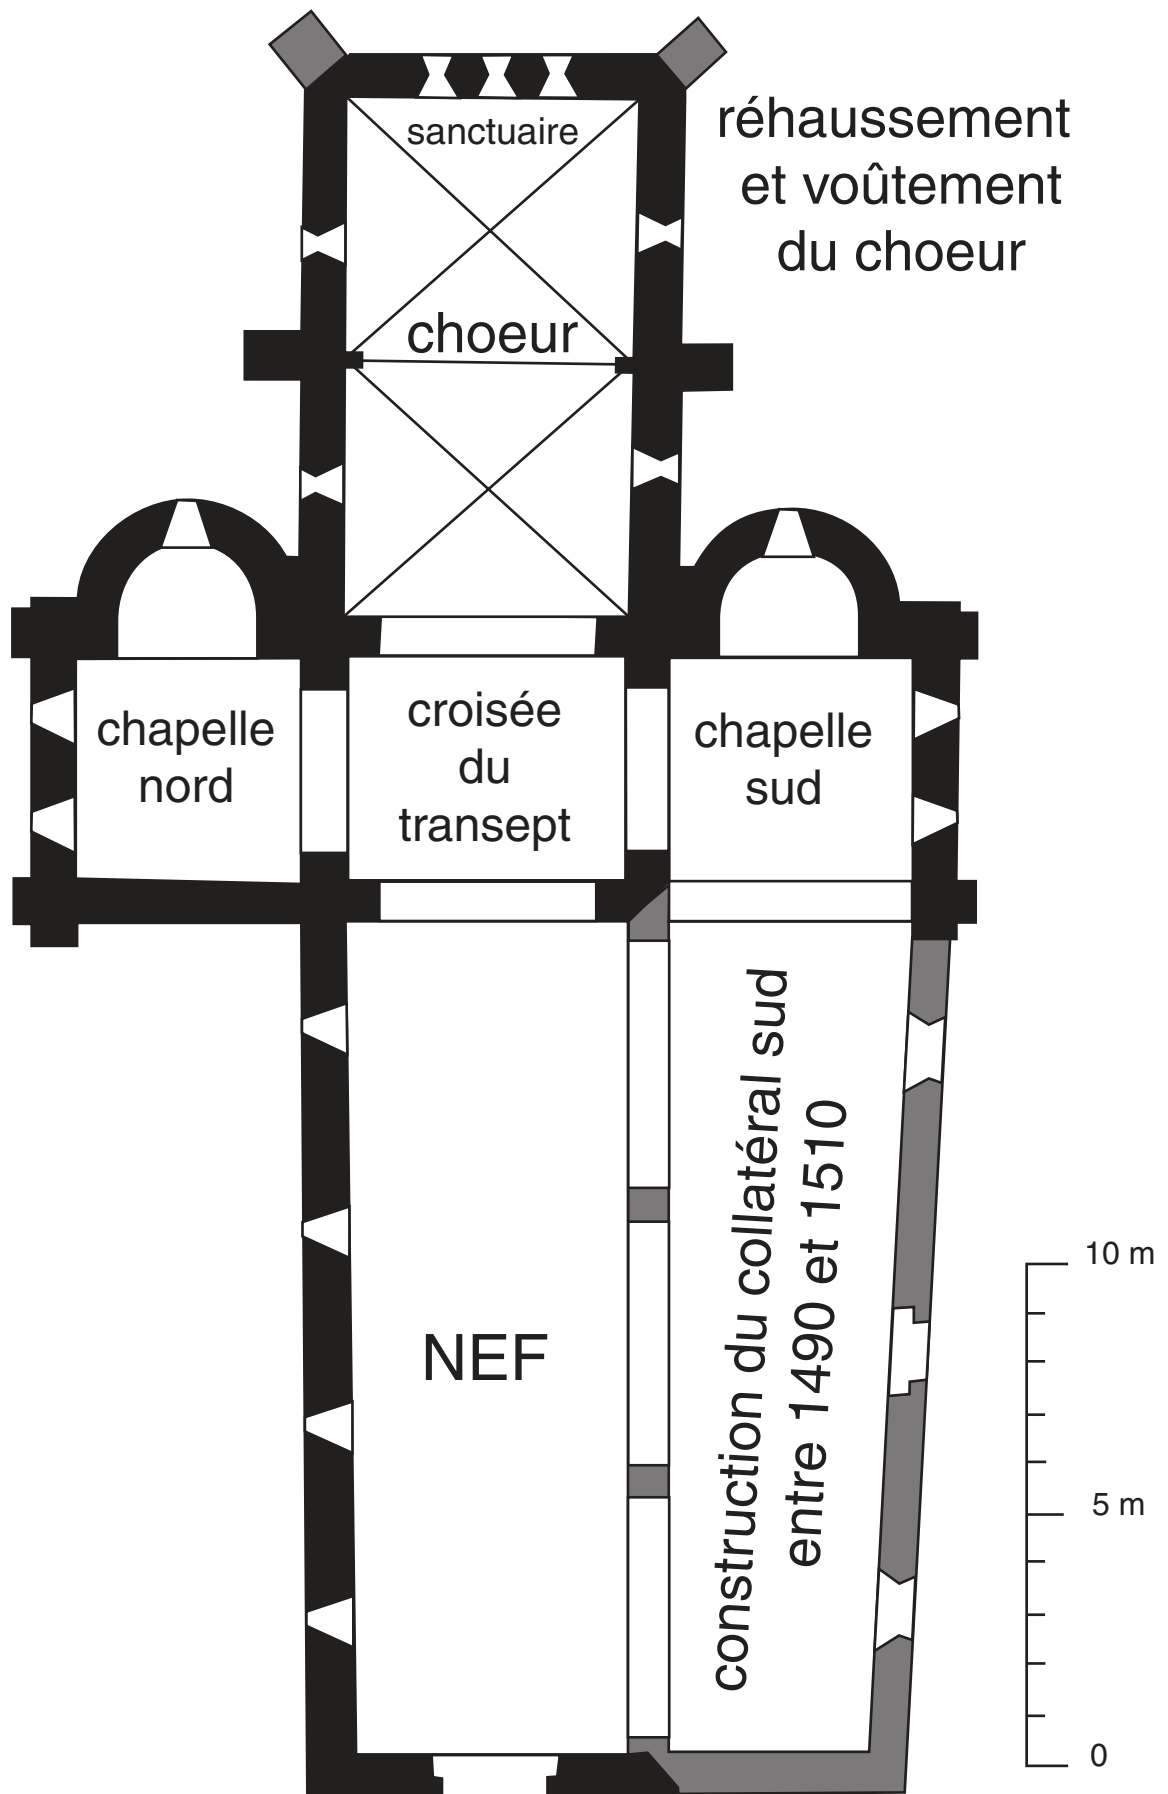 sanctuaire
réhaussement
et voûtement
du choeur
choeur
chapelle
nord
croisée
du
transept
chapelle
sud
construction du collatéral sud
entre 1490 et 1510
NEF
10 m
5 m
0